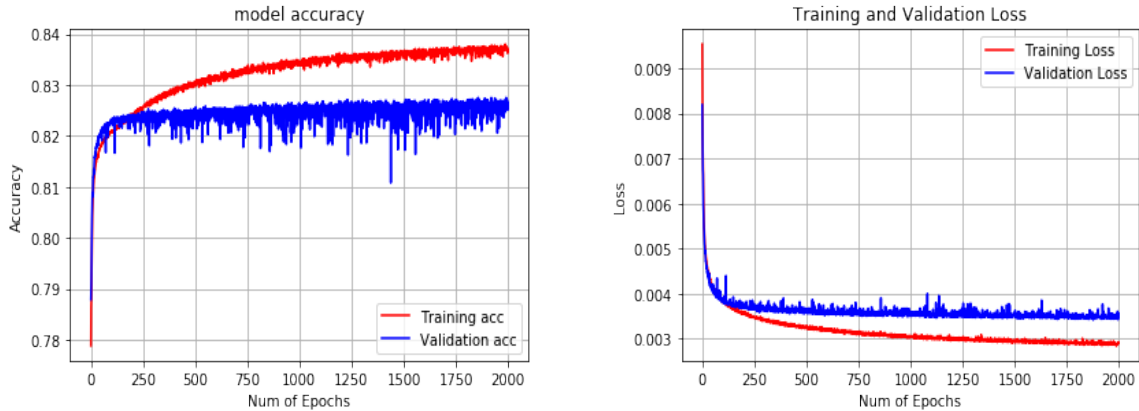 model accuracy
0.84
0.83
0.82
0.81
0.80
0.79
0.78
Accuracy
Training acc
Validation acc
0 250 500 750 1000 1250 1500 1750 2000
Num of Epochs
Training and Validation Loss
0.009
0.008
0.007
0.006
0.005
0.004
0.003
Loss
Training Loss
Validation Loss
0 250 500 750 1000 1250 1500 1750 2000
Num of Epochs